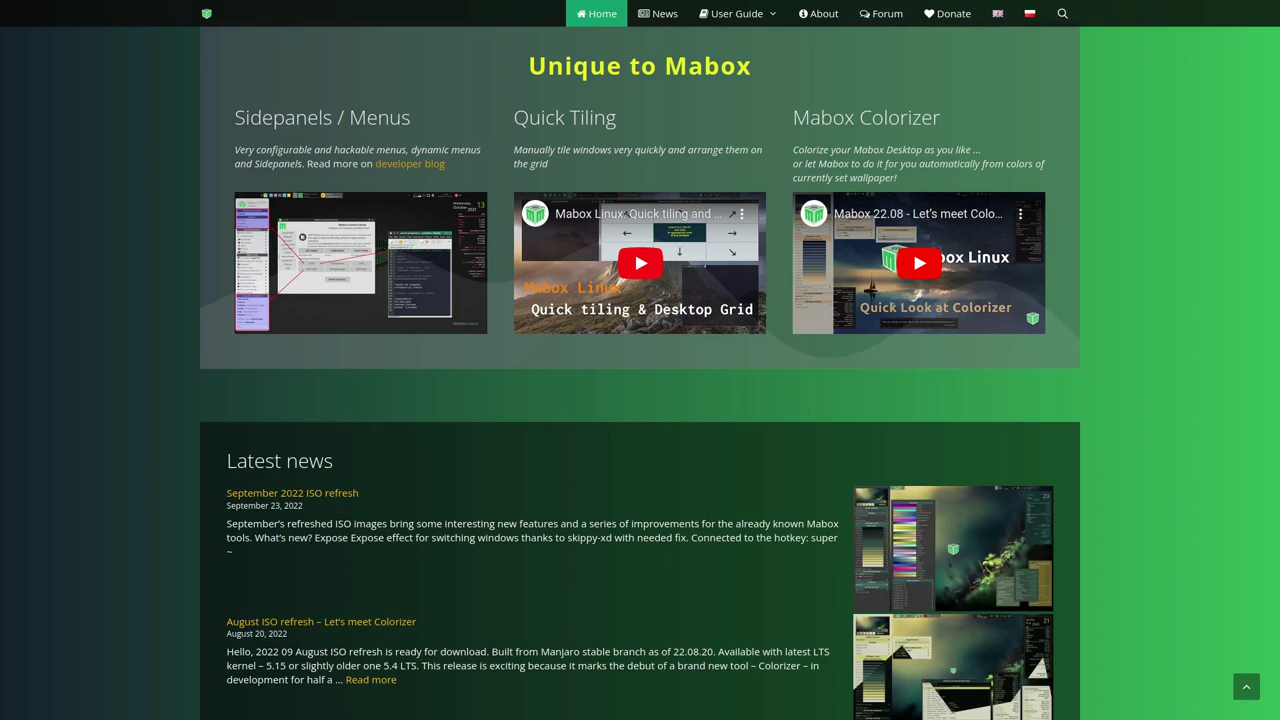 Home
News
User Guide
About
Forum
Donate
Unique to Mabox
Sidepanels / Menus
Very configurable and hackable menus, dynamic menus
and Sidepanels. Read more on developer blog
Quick Tiling
Manually tile windows very quickly and arrange them on
the grid
Mabox Linux: Quick tiling and ...
Mabox Linux
Quick tiling & Desktop Grid
Mabox Colorizer
Colorize your Mabox Desktop as you like ...
or let Mabox to do it for you automatically from colors of
currently set wallpaper!
Mabox 22.08 - Let's meet Colo...
box Linux
Quick Look at Colorizer
Latest news
September 2022 ISO refresh
September 23, 2022
September's refreshed ISO images bring some interesting new features and a series of improvements for the already known Mabox
tools. What's new? Expose Expose effect for switching windows thanks to skippy-xd with needed fix. Connected to the hotkey: super
~
August ISO refresh – Let's meet Colorizer
August 20, 2022
Hello, 2022 09 August ISO refresh is ready for download. Built from Manjaro stable branch as of 22.08.20. Available with latest LTS
kernel – 5.15 or slightly older one 5.4 LTS. This release is exciting because it marks the debut of a brand new tool – Colorizer – in
development for half a ... Read more